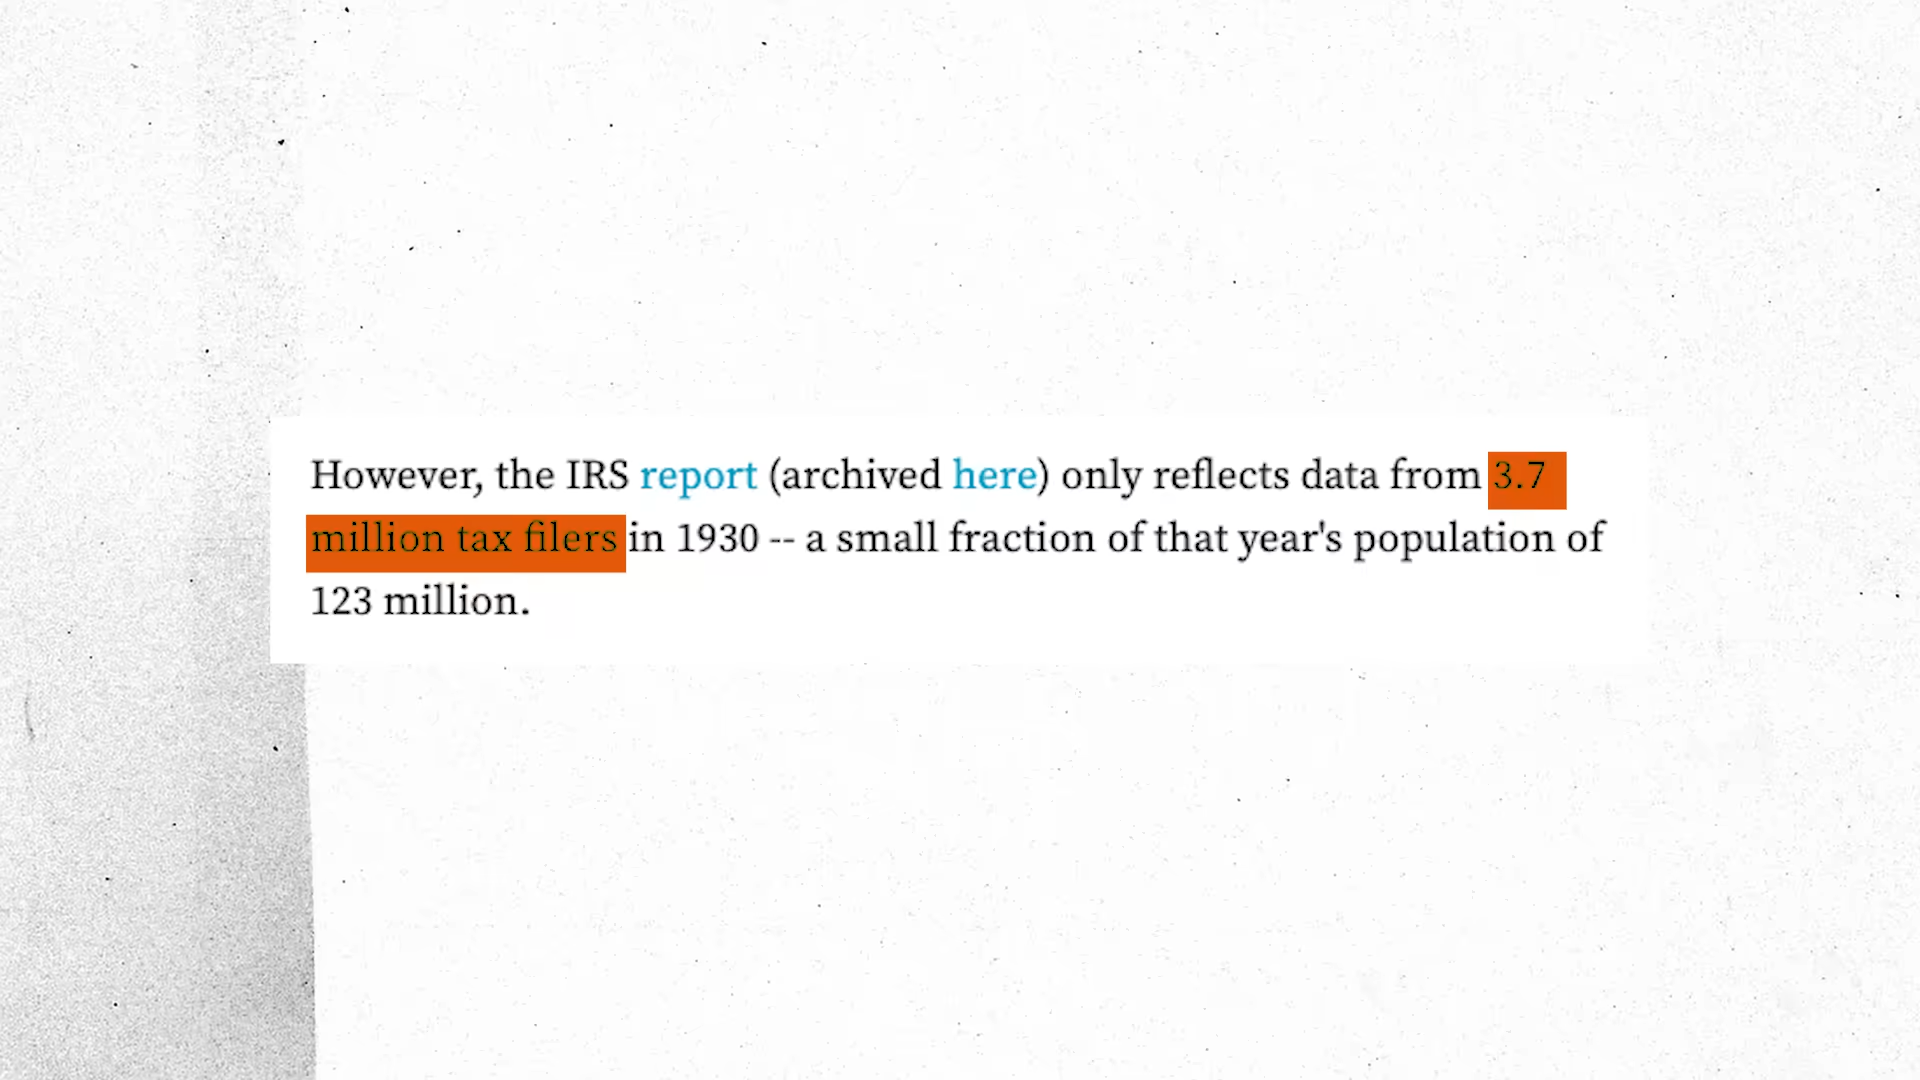 However, the IRS report (archived here) only reflects data from 3.7
million tax filers in 1930 -- a small fraction of that year's population of
123 million.